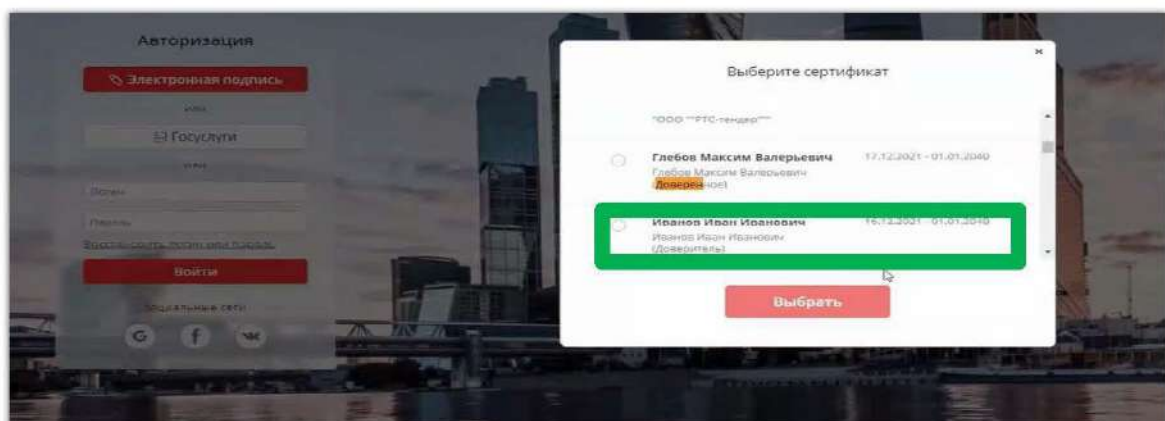 Авторизация
Электронная подпись
или
Госуслуги
или
Логин
Пароль
Восстановить логин или пароль
Войти
Социальные сети
G f
Выберите сертификат
"ООО ""РТС-тендер"""
Глебов Максим Валерьевич 17.12.2021 - 01.01.2040
Глебов Максим Валерьевич
(Доверенное)
Иванов Иван Иванович 16.12.2021 - 01.01.2040
Иванов Иван Иванович
(Доверитель)
Выбрать